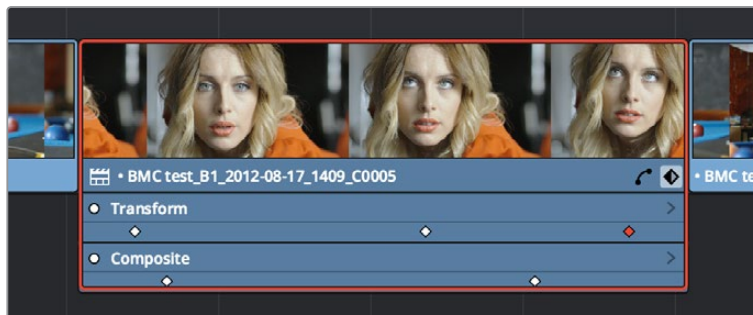 • BMC test_B1_2012-08-17_1409_C0005
• BMC te
Transform
Composite